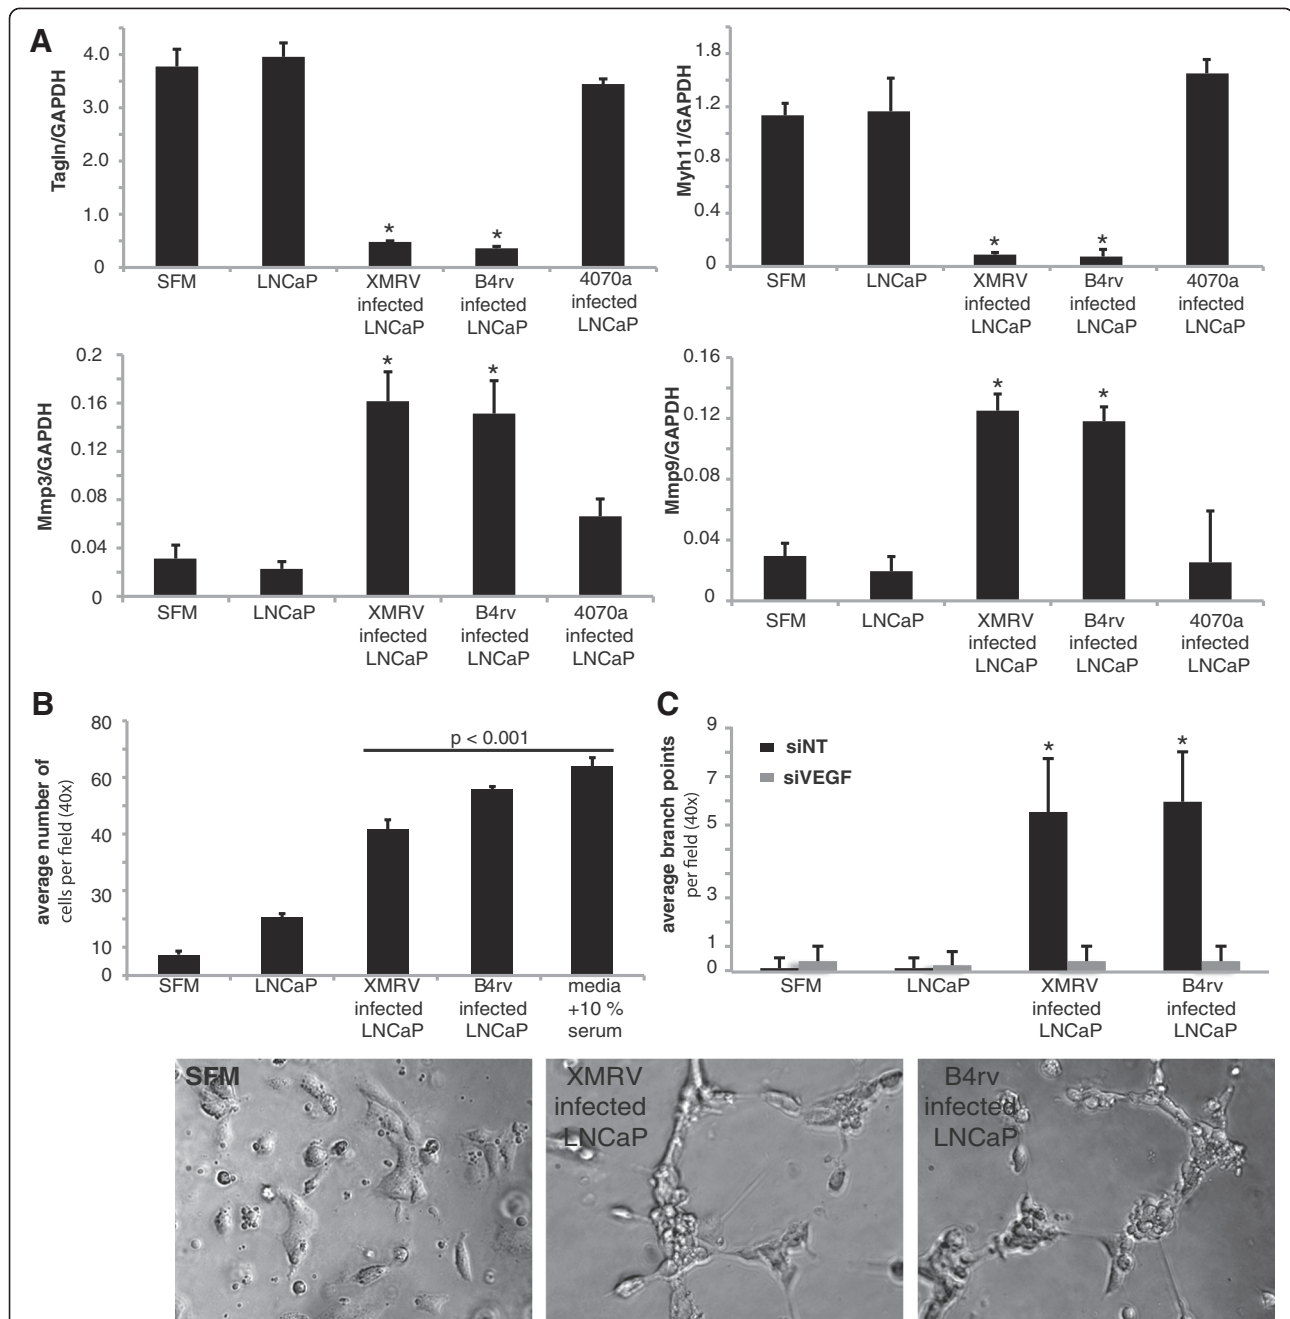 A
Tagln/GAPDH
4.0
3.0
2.0
1.0
0
*
*
SFM
LNCaP
XMRV
infected
LNCaP
B4rv
infected
LNCaP
4070a
infected
LNCaP
Myh11/GAPDH
1.8
1.2
0.8
0.4
0
*
*
SFM
LNCaP
XMRV
infected
LNCaP
B4rv
infected
LNCaP
4070a
infected
LNCaP
Mmp3/GAPDH
0.2
0.16
0.12
0.08
0.04
0
*
*
SFM
LNCaP
XMRV
infected
LNCaP
B4rv
infected
LNCaP
4070a
infected
LNCaP
Mmp9/GAPDH
0.16
0.12
0.08
0.04
0
*
*
SFM
LNCaP
XMRV
infected
LNCaP
B4rv
infected
LNCaP
4070a
infected
LNCaP
B
average number of
cells per field (40x)
80
60
40
30
10
0
p < 0.001
SFM
LNCaP
XMRV
infected
LNCaP
B4rv
infected
LNCaP
media
+10 %
serum
C
average branch points
per field (40x)
9
7
5
3
1
0
siNT
siVEGF
*
*
SFM
LNCaP
XMRV
infected
LNCaP
B4rv
infected
LNCaP
SFM
XMRV
infected
LNCaP
B4rv
infected
LNCaP